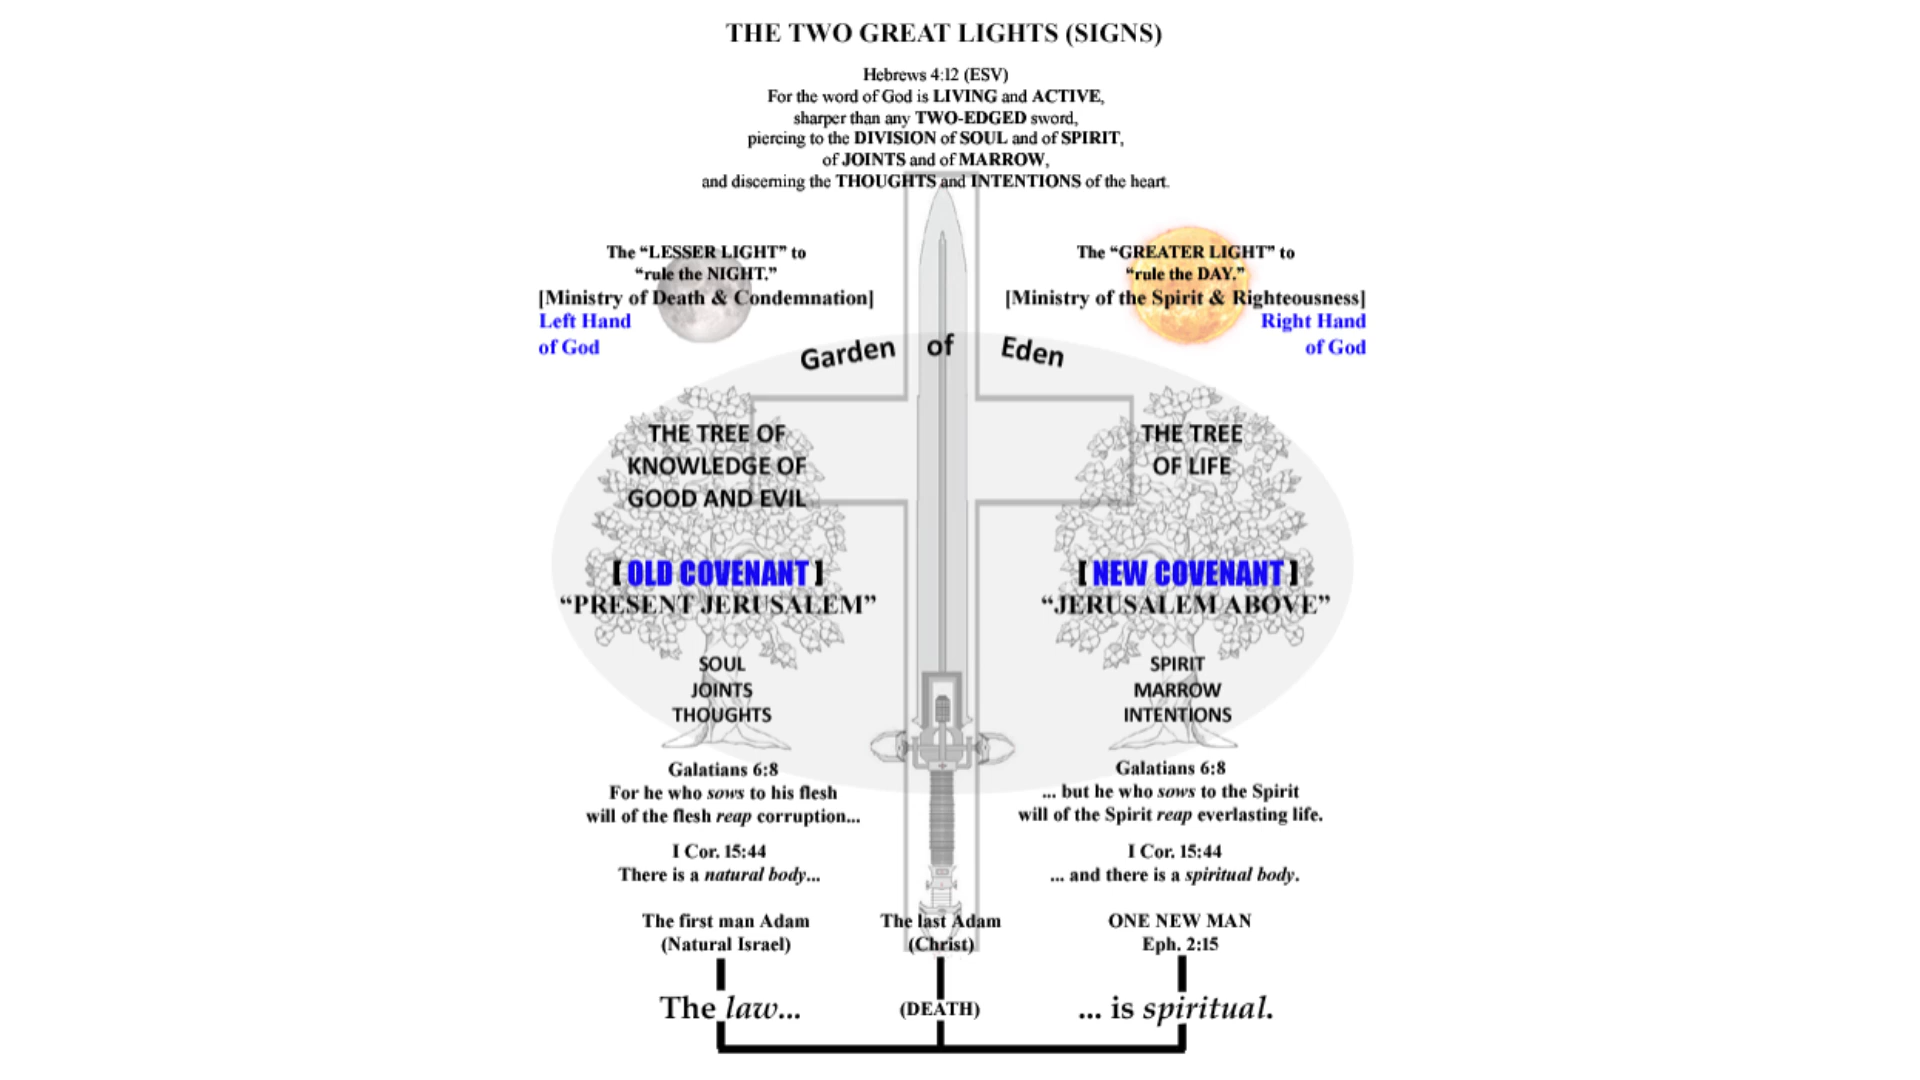 THE TWO GREAT LIGHTS (SIGNS)
Hebrews 4:12 (ESV)
For the word of God is LIVING and ACTIVE,
sharper than any TWO-EDGED sword,
piercing to the DIVISION of SOUL and of SPIRIT,
of JOINTS and of MARROW,
and discerning the THOUGHTS and INTENTIONS of the heart.
The “LESSER LIGHT” to
“rule the NIGHT.”
[Ministry of Death & Condemnation]
Left Hand
of God
The “GREATER LIGHT” to
“rule the DAY.”
[Ministry of the Spirit & Righteousness]
Right Hand
of God
Garden of Eden
THE TREE OF
KNOWLEDGE OF
GOOD AND EVIL
[ OLD COVENANT ]
“PRESENT JERUSALEM”
SOUL
JOINTS
THOUGHTS
THE TREE
OF LIFE
[ NEW COVENANT ]
“JERUSALEM ABOVE”
SPIRIT
MARROW
INTENTIONS
Galatians 6:8
For he who sows to his flesh
will of the flesh reap corruption...
I Cor. 15:44
There is a natural body...
Galatians 6:8
... but he who sows to the Spirit
will of the Spirit reap everlasting life.
I Cor. 15:44
... and there is a spiritual body.
The first man Adam
(Natural Israel)
The last Adam
(Christ)
ONE NEW MAN
Eph. 2:15
The law...
(DEATH)
... is spiritual.